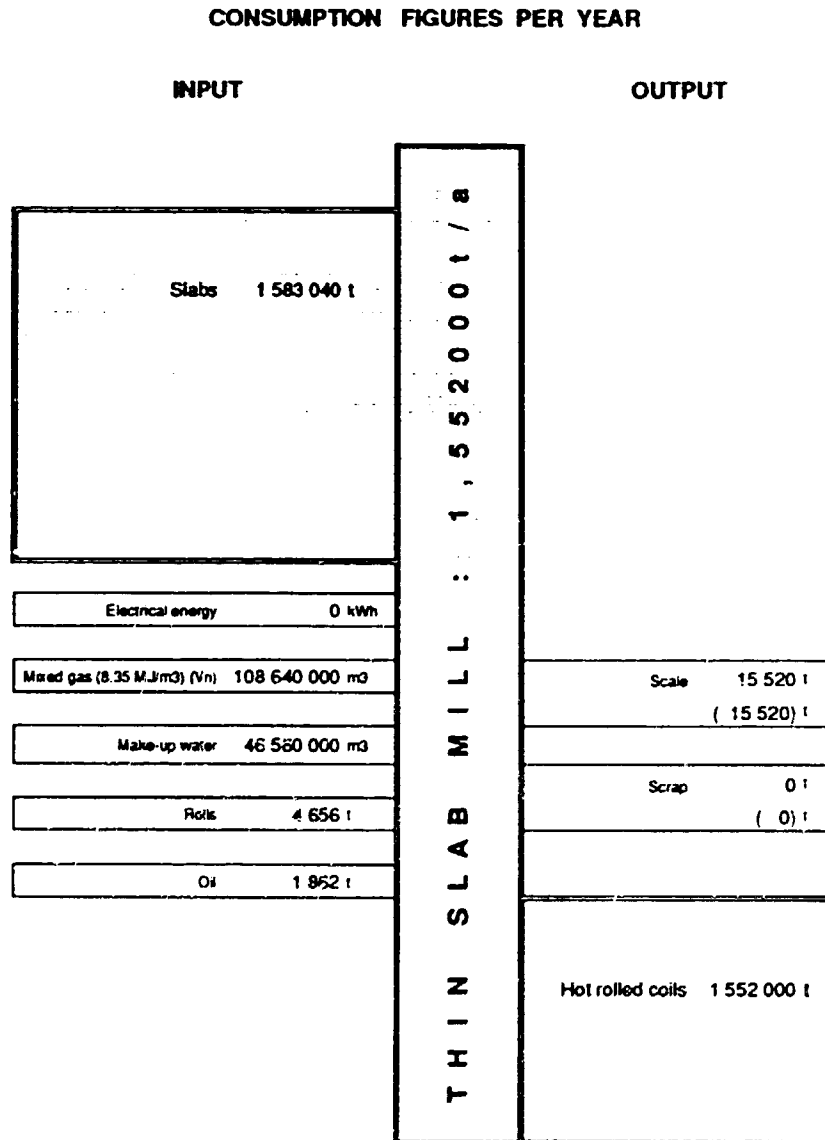 CONSUMPTION FIGURES PER YEAR
INPUT
OUTPUT
THIN SLAB MILL : 1,552000t/a
Slabs 1 583 040 t
Electrical energy 0 kWh
Mixed gas (8.35 MJ/m3) (Vn) 108 640 000 m3
Make-up water 46 560 000 m3
Rolls 4 656 t
Oil 1 862 t
Scale 15 520 t
( 15 520) t
Scrap 0 t
( 0) t
Hot rolled coils 1 552 000 t